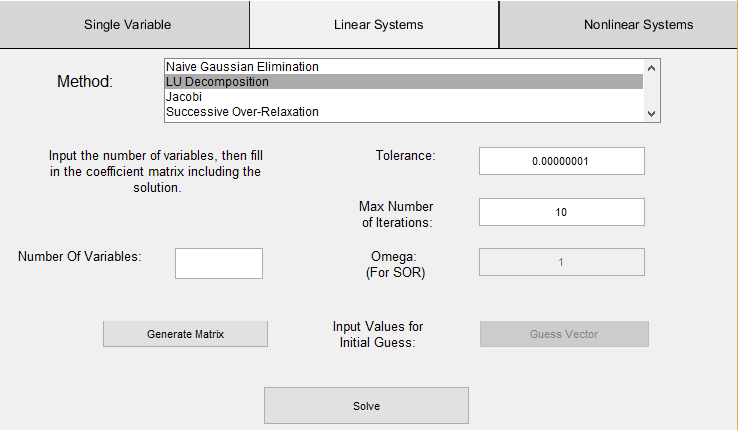 Single Variable
Linear Systems
Nonlinear Systems
Method:
Naive Gaussian Elimination
LU Decomposition
Jacobi
Successive Over-Relaxation
Input the number of variables, then fill
in the coefficient matrix including the
solution.
Tolerance:
0.00000001
Max Number
of Iterations:
10
Number Of Variables:
Omega:
(For SOR)
1
Generate Matrix
Input Values for
Initial Guess:
Guess Vector
Solve